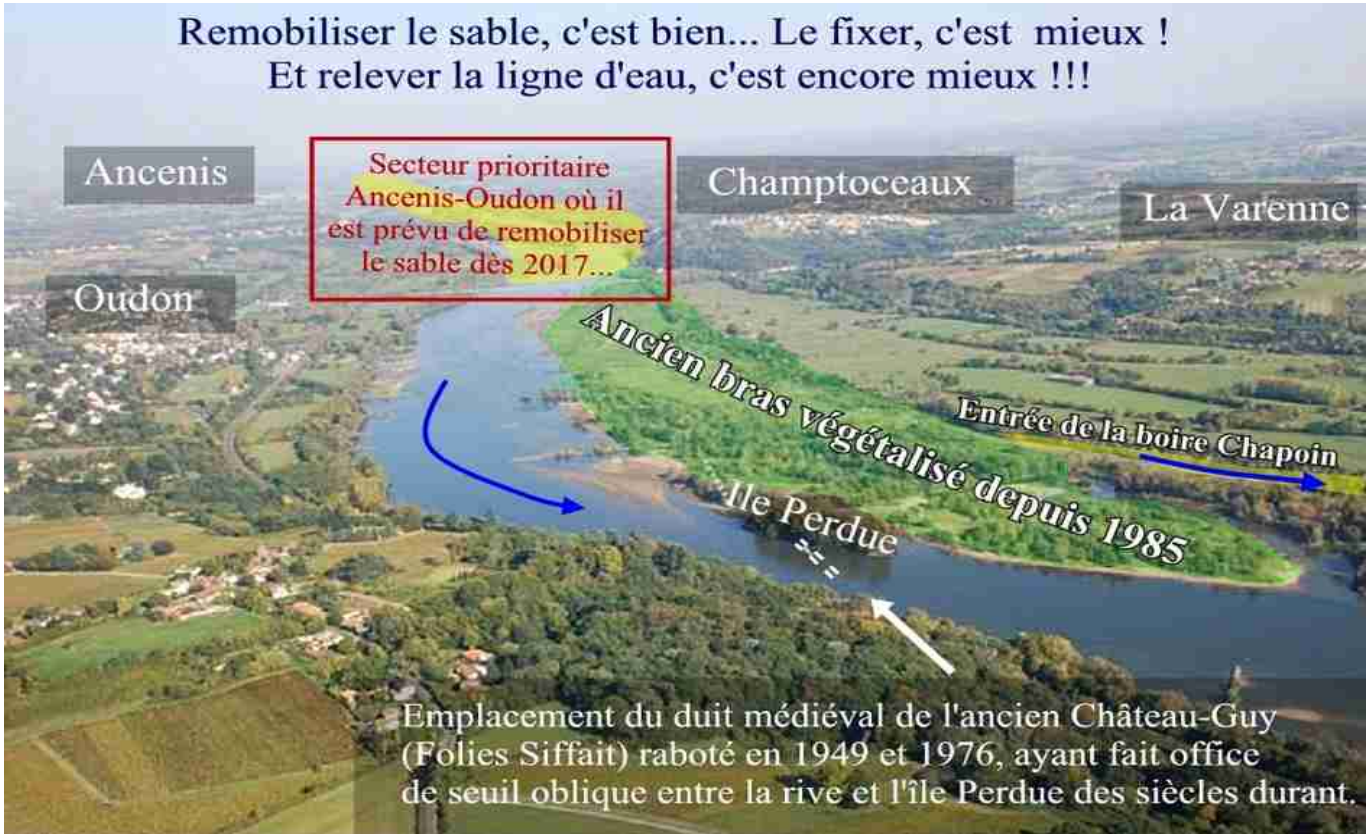 Remobiliser le sable, c'est bien... Le fixer, c'est mieux !
Et relever la ligne d'eau, c'est encore mieux !!!
Ancenis
Secteur prioritaire
Ancenis-Oudon où il
est prévu de remobiliser
le sable dès 2017...
Champtoceaux
La Varenne
Oudon
Ancien bras végétalisé depuis 1985
Entrée de la boire Chapoin
Ile Perdue
Emplacement du duit médiéval de l'ancien Château-Guy
(Folies Siffait) raboté en 1949 et 1976, ayant fait office
de seuil oblique entre la rive et l'île Perdue des siècles durant.